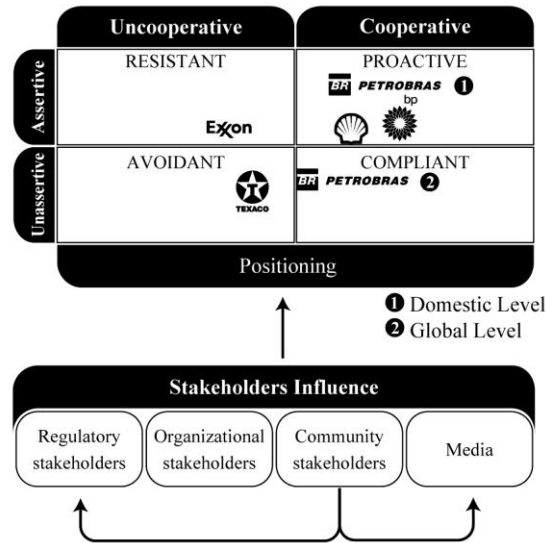 Uncooperative Cooperative
Assertive
RESISTANT PROACTIVE
BR PETROBRAS 1
bp
Exxon
Unassertive
AVOIDANT COMPLIANT
T BR PETROBRAS 2
TEXACO
Positioning
1 Domestic Level
2 Global Level
Stakeholders Influence
Regulatory stakeholders
Organizational stakeholders
Community stakeholders
Media